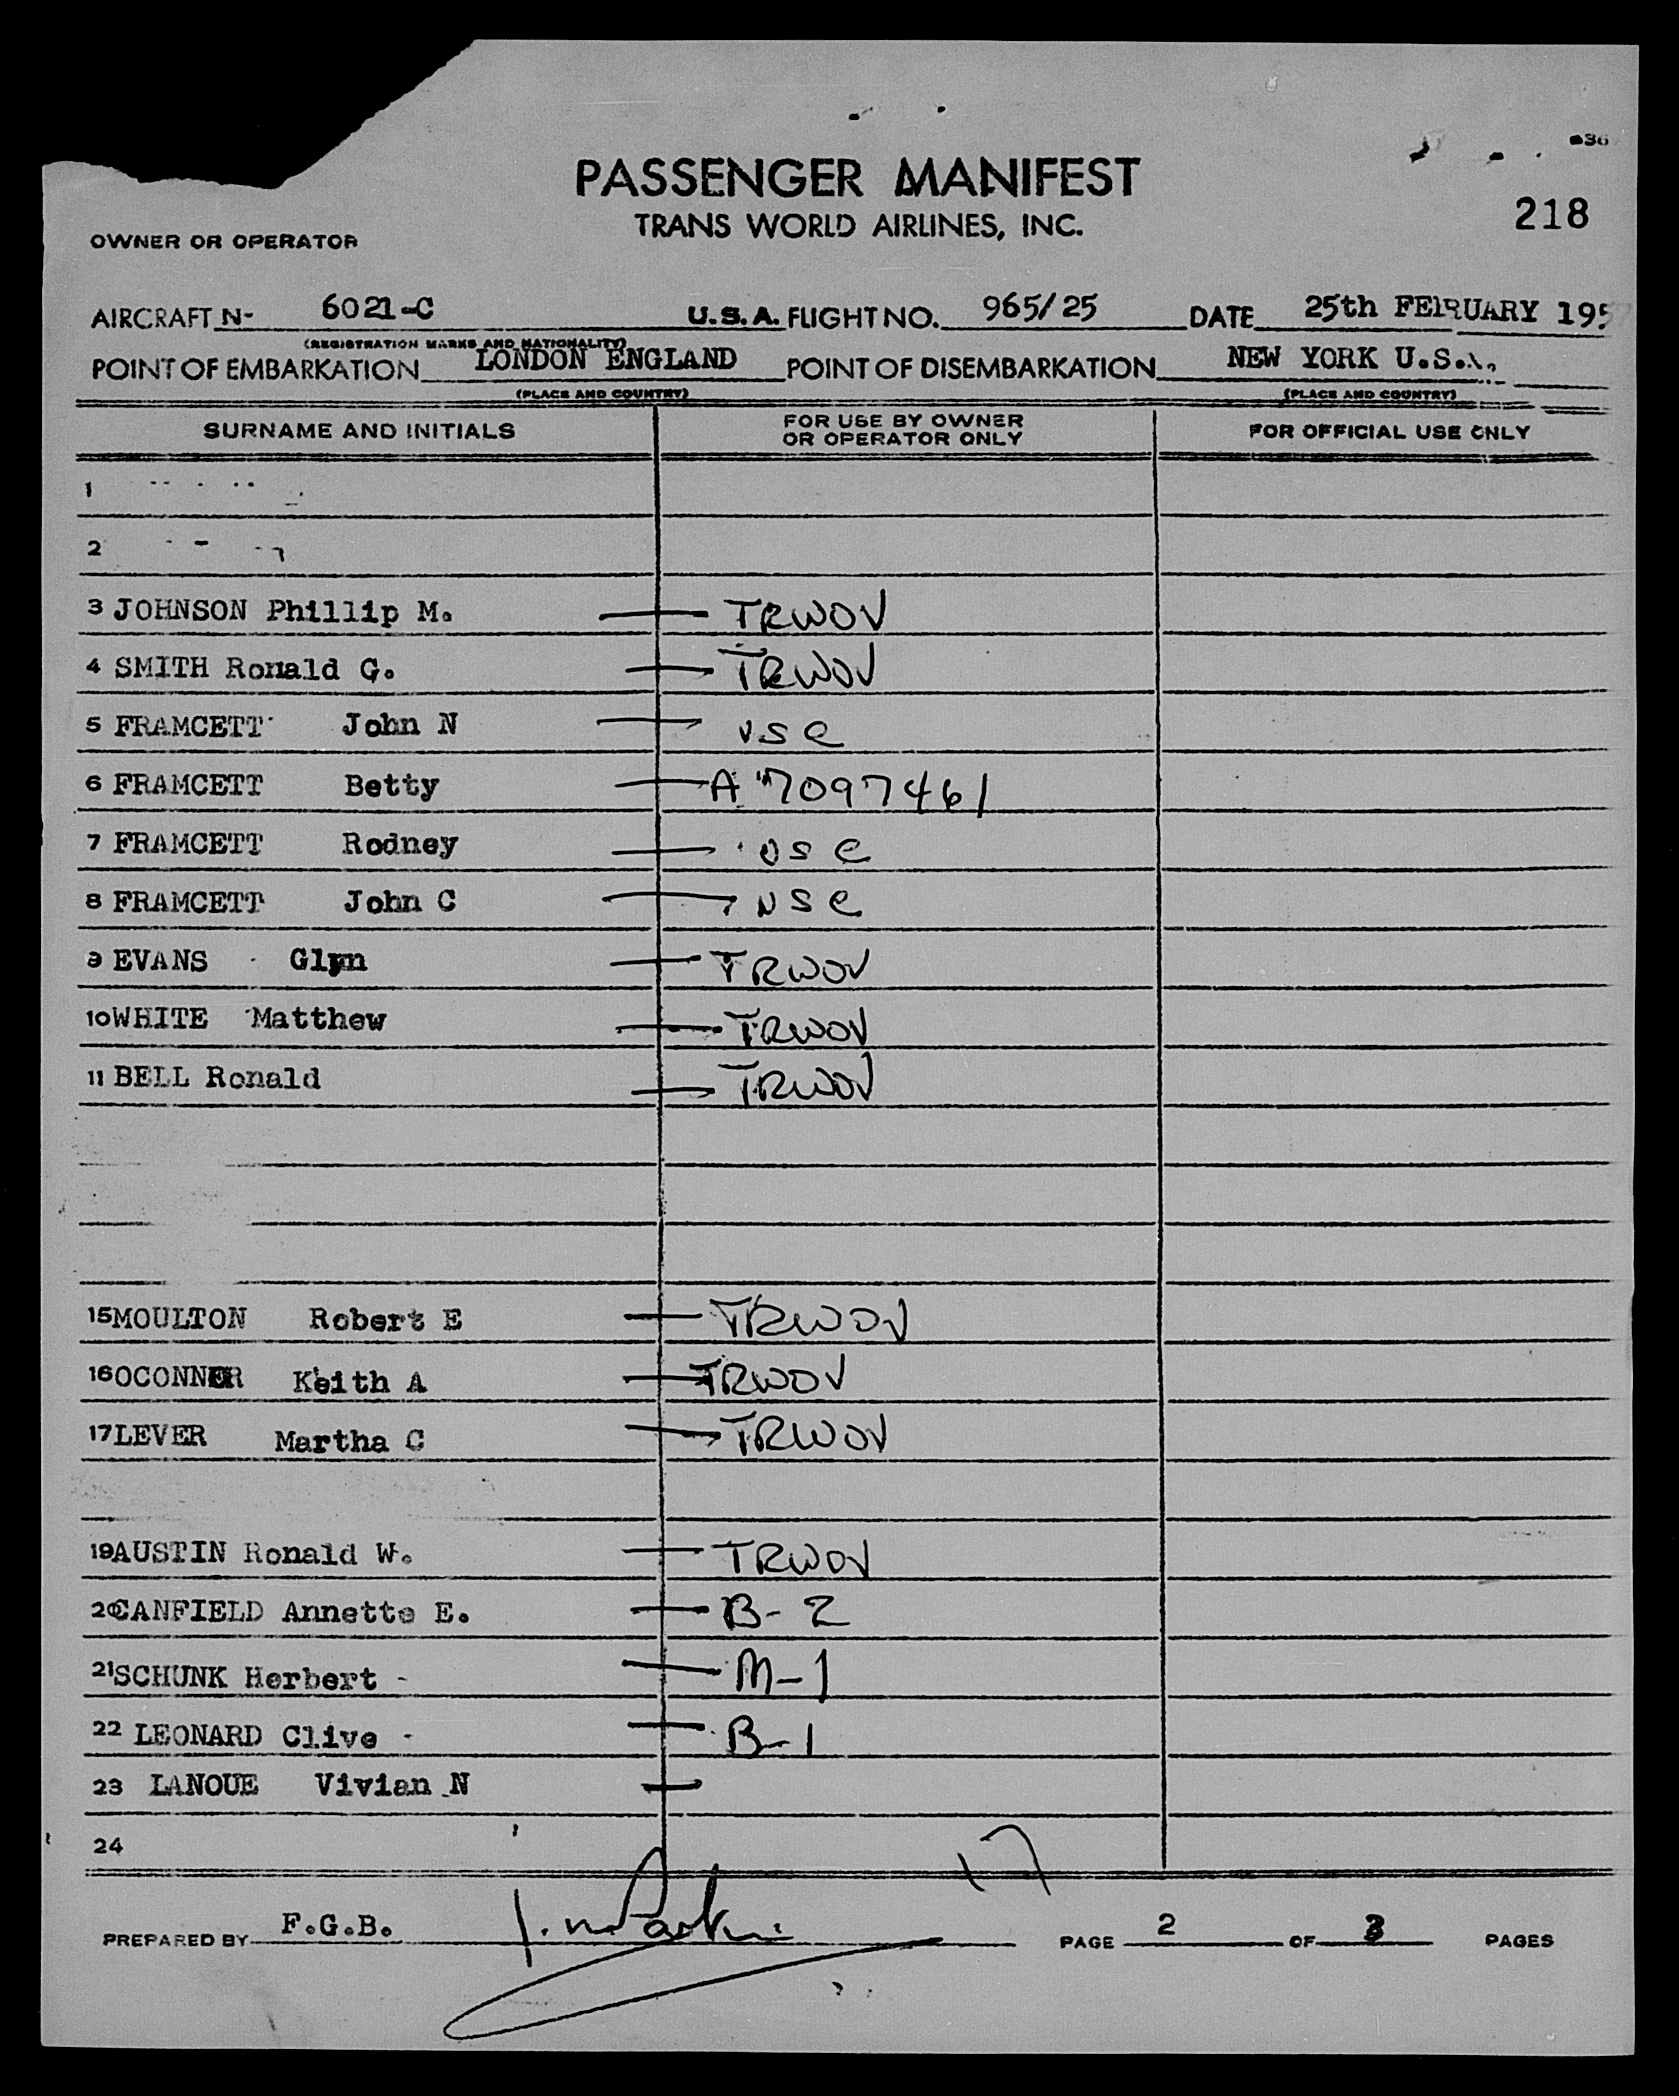 PASSENGER MANIFEST
TRANS WORLD AIRLINES, INC.
218
OWNER OR OPERATOR
AIRCRAFT N- 6021-C U.S.A. FLIGHT NO. 965/25 DATE 25th FEBRUARY 195
(REGISTRATION MARKS AND NATIONALITY)
POINT OF EMBARKATION LONDON ENGLAND POINT OF DISEMBARKATION NEW YORK U.S.A.
(PLACE AND COUNTRY) (PLACE AND COUNTRY)
SURNAME AND INITIALS FOR USE BY OWNER OR OPERATOR ONLY FOR OFFICIAL USE ONLY
1
2
3 JOHNSON Phillip M. TRWOV
4 SMITH Ronald G. TRWOV
5 FRAMCETT John N USC
6 FRAMCETT Betty A 7097461
7 FRAMCETT Rodney USC
8 FRAMCETT John C USC
9 EVANS Glyn TRWOV
10 WHITE Matthew TRWOV
11 BELL Ronald TRWOV
15 MOULTON Robert E TRWOV
16 OCONNOR Keith A TRWOV
17 LEVER Martha C TRWOV
19 AUSTIN Ronald W. TRWOV
20 CANFIELD Annette E. B-2
21 SCHUNK Herbert - M-1
22 LEONARD Clive - B-1
23 LANOUE Vivian N
24
17
PREPARED BY F.G.B. PAGE 2 OF 3 PAGES